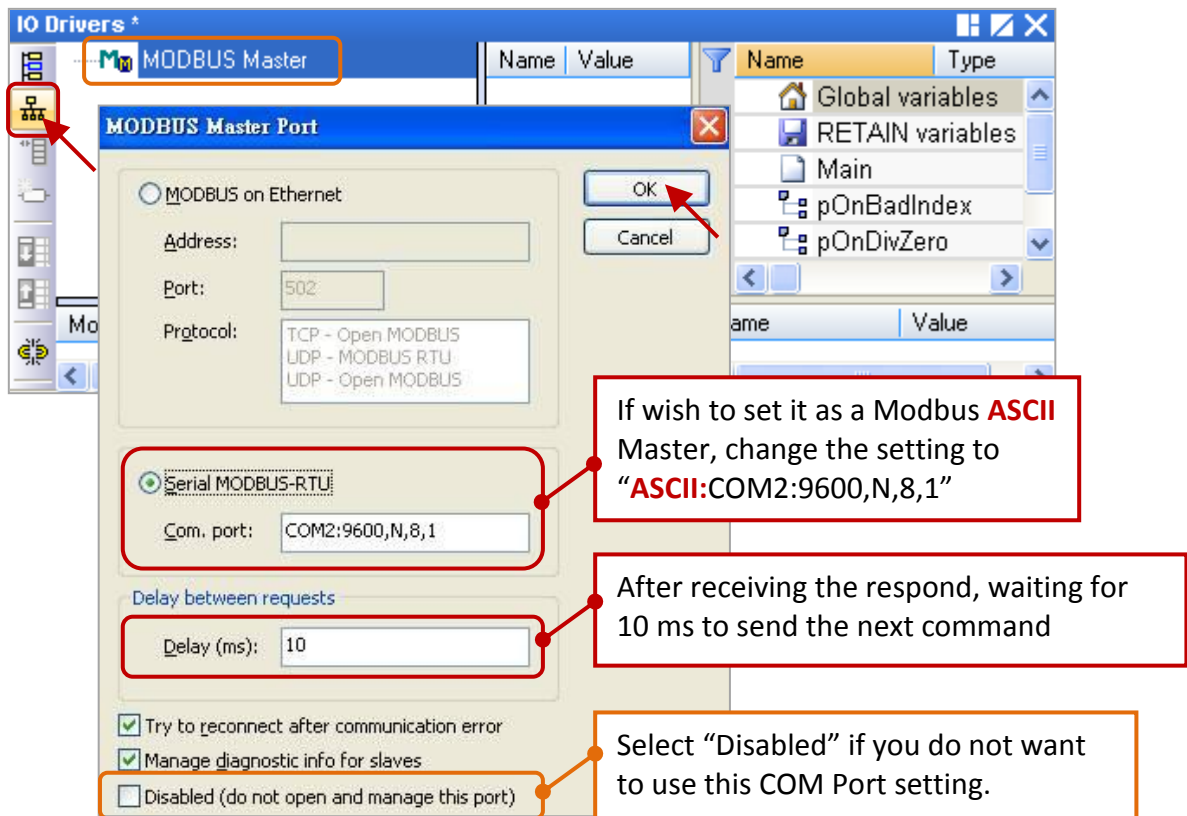 IO Drivers *
MODBUS Master
Name Value
Name Type
Global variables
RETAIN variables
Main
pOnBadIndex
pOnDivZero
MODBUS Master Port
MODBUS on Ethernet
OK
Address:
Cancel
Port: 502
Protocol: TCP - Open MODBUS
UDP - MODBUS RTU
UDP - Open MODBUS
Mo
ame Value
Serial MODBUS-RTU
Com. port: COM2:9600,N,8,1
If wish to set it as a Modbus ASCII
Master, change the setting to
“ASCII:COM2:9600,N,8,1”
Delay between requests
Delay (ms): 10
After receiving the respond, waiting for
10 ms to send the next command
Try to reconnect after communication error
Manage diagnostic info for slaves
Disabled (do not open and manage this port)
Select “Disabled” if you do not want
to use this COM Port setting.